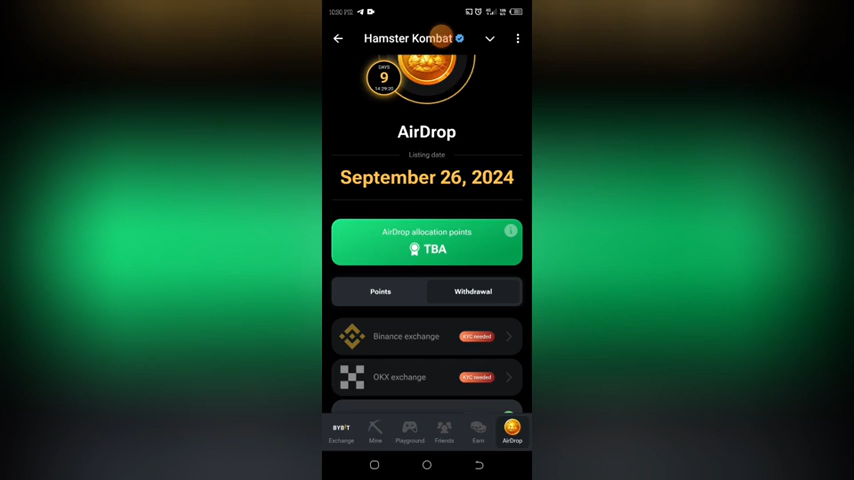 10:30 PM
Hamster Kombat
DAYS
9
14:29:20
AirDrop
Listing date
September 26, 2024
AirDrop allocation points
TBA
Points Withdrawal
Binance exchange KYC needed
OKX exchange KYC needed
BYBIT
Exchange Mine Playground Friends Earn AirDrop